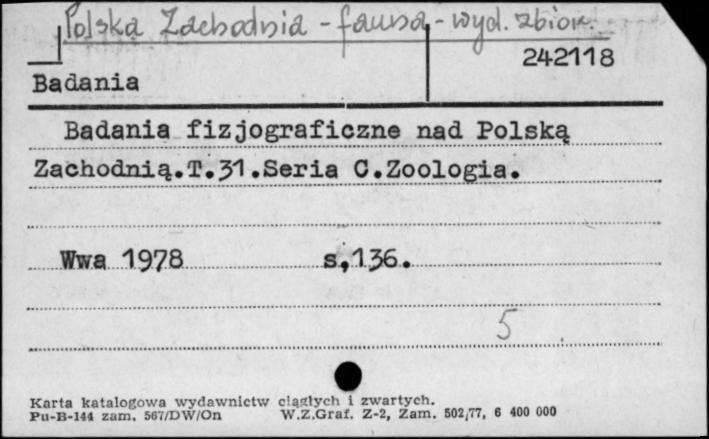 Polska Zachodnia - fauna - wyd. zbior.
242118
Badania
Badania fizjograficzne nad Polską
Zachodnią.T.31.Seria C.Zoologia.
Wwa 1978 s,136.
5
Karta katalogowa wydawnictw ciągłych i zwartych.
Pu-B-144 zam. 567/DW/On W.Z.Graf. Z-2, Zam. 502/77, 6 400 000